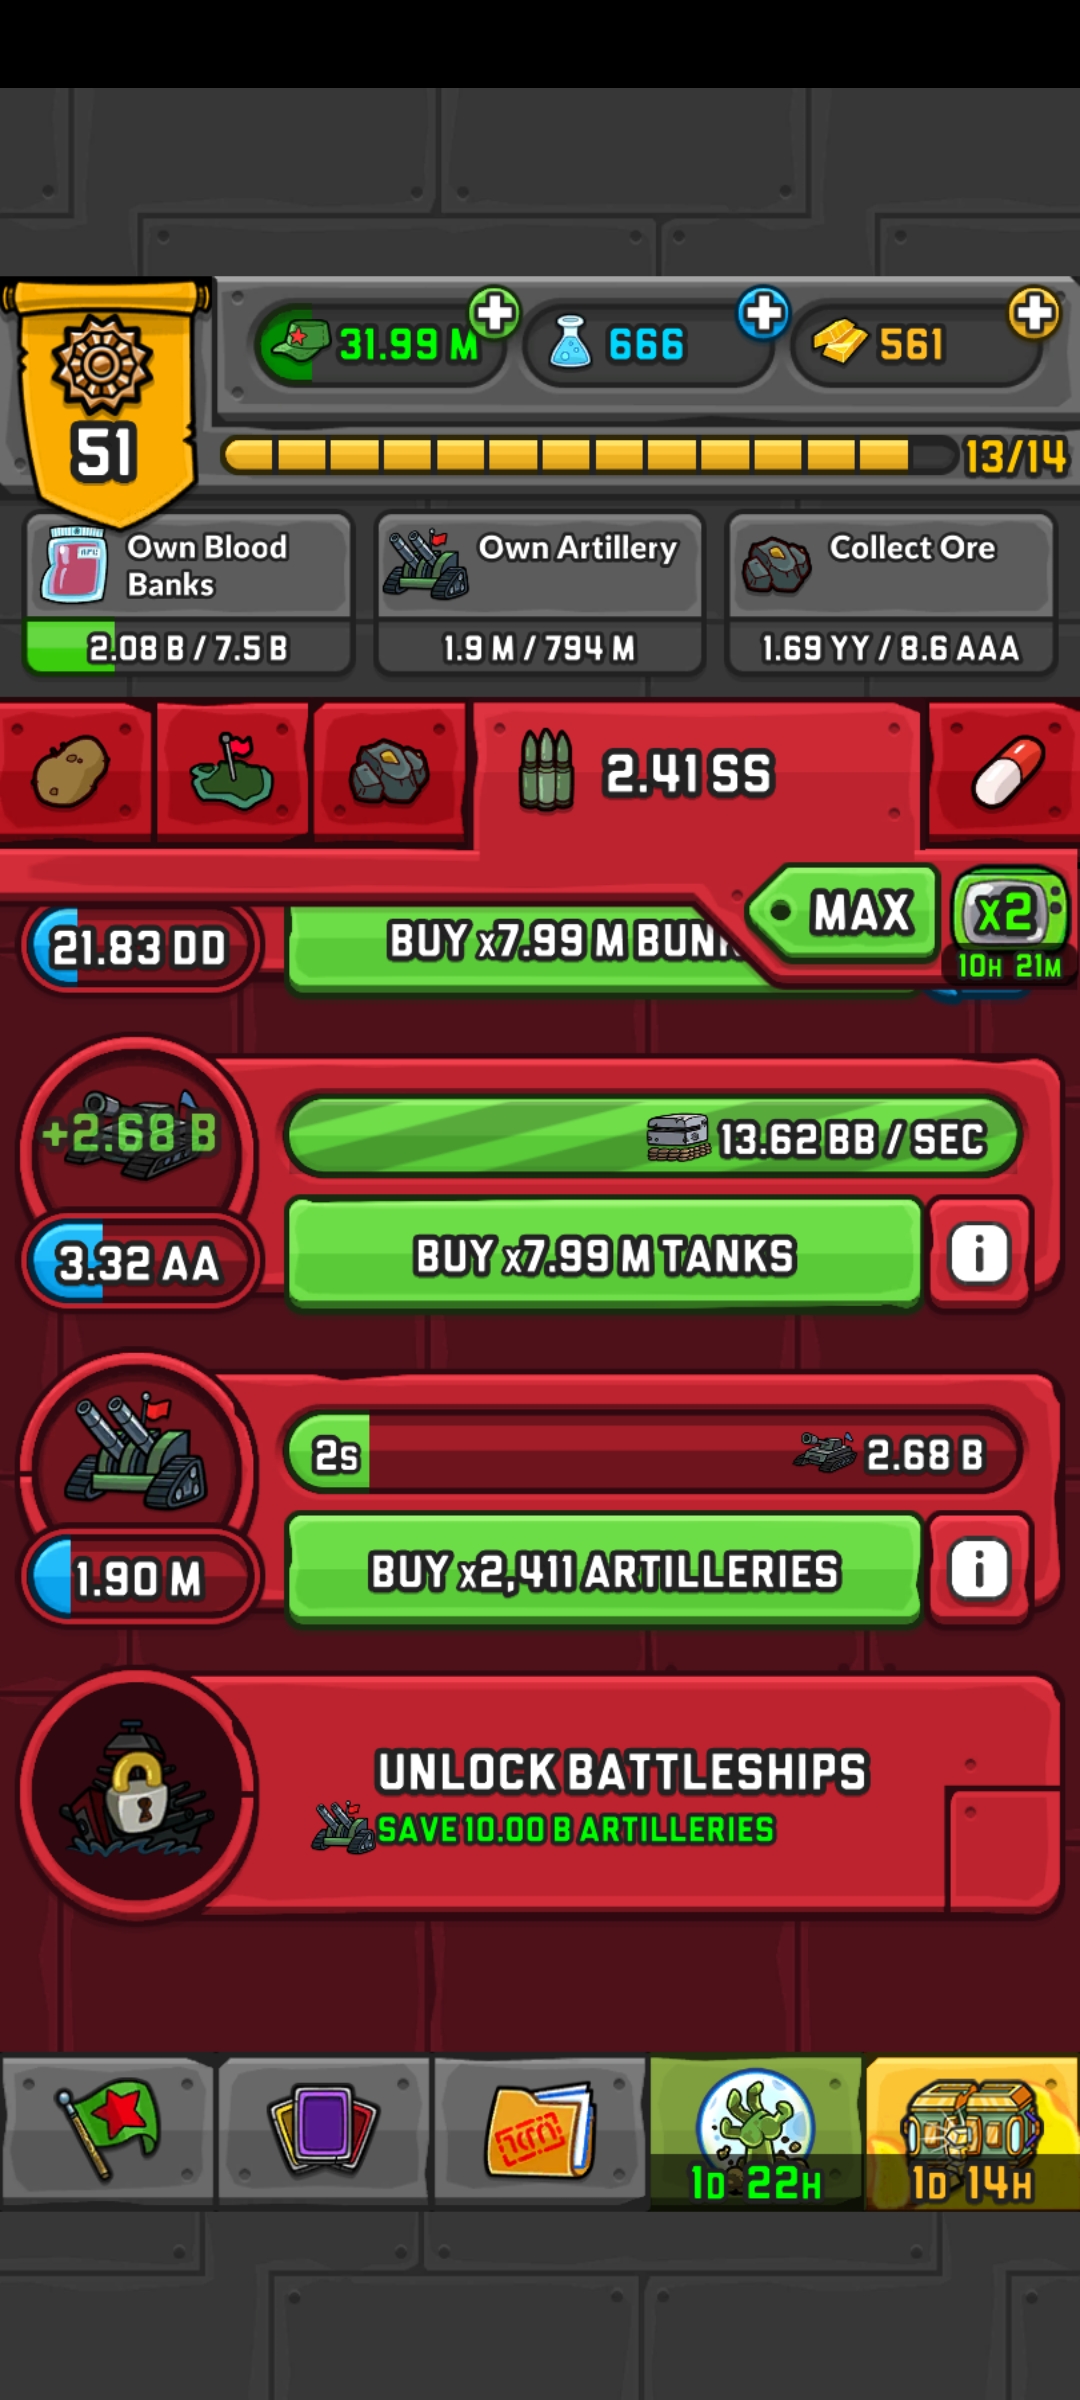 31.99 M
666
561
51
13/14
Own Blood
Banks
2.08 B / 7.5 B
Own Artillery
1.9 M / 794 M
Collect Ore
1.69 YY / 8.6 AAA
2.41 SS
MAX
x2
10H 21M
21.83 DD
BUY x7.99 M BUN
+2.68 B
13.62 BB / SEC
3.32 AA
BUY x7.99 M TANKS
i
2s
2.68 B
1.90 M
BUY x2,411 ARTILLERIES
i
UNLOCK BATTLESHIPS
SAVE 10.00 B ARTILLERIES
1D 22H
1D 14H